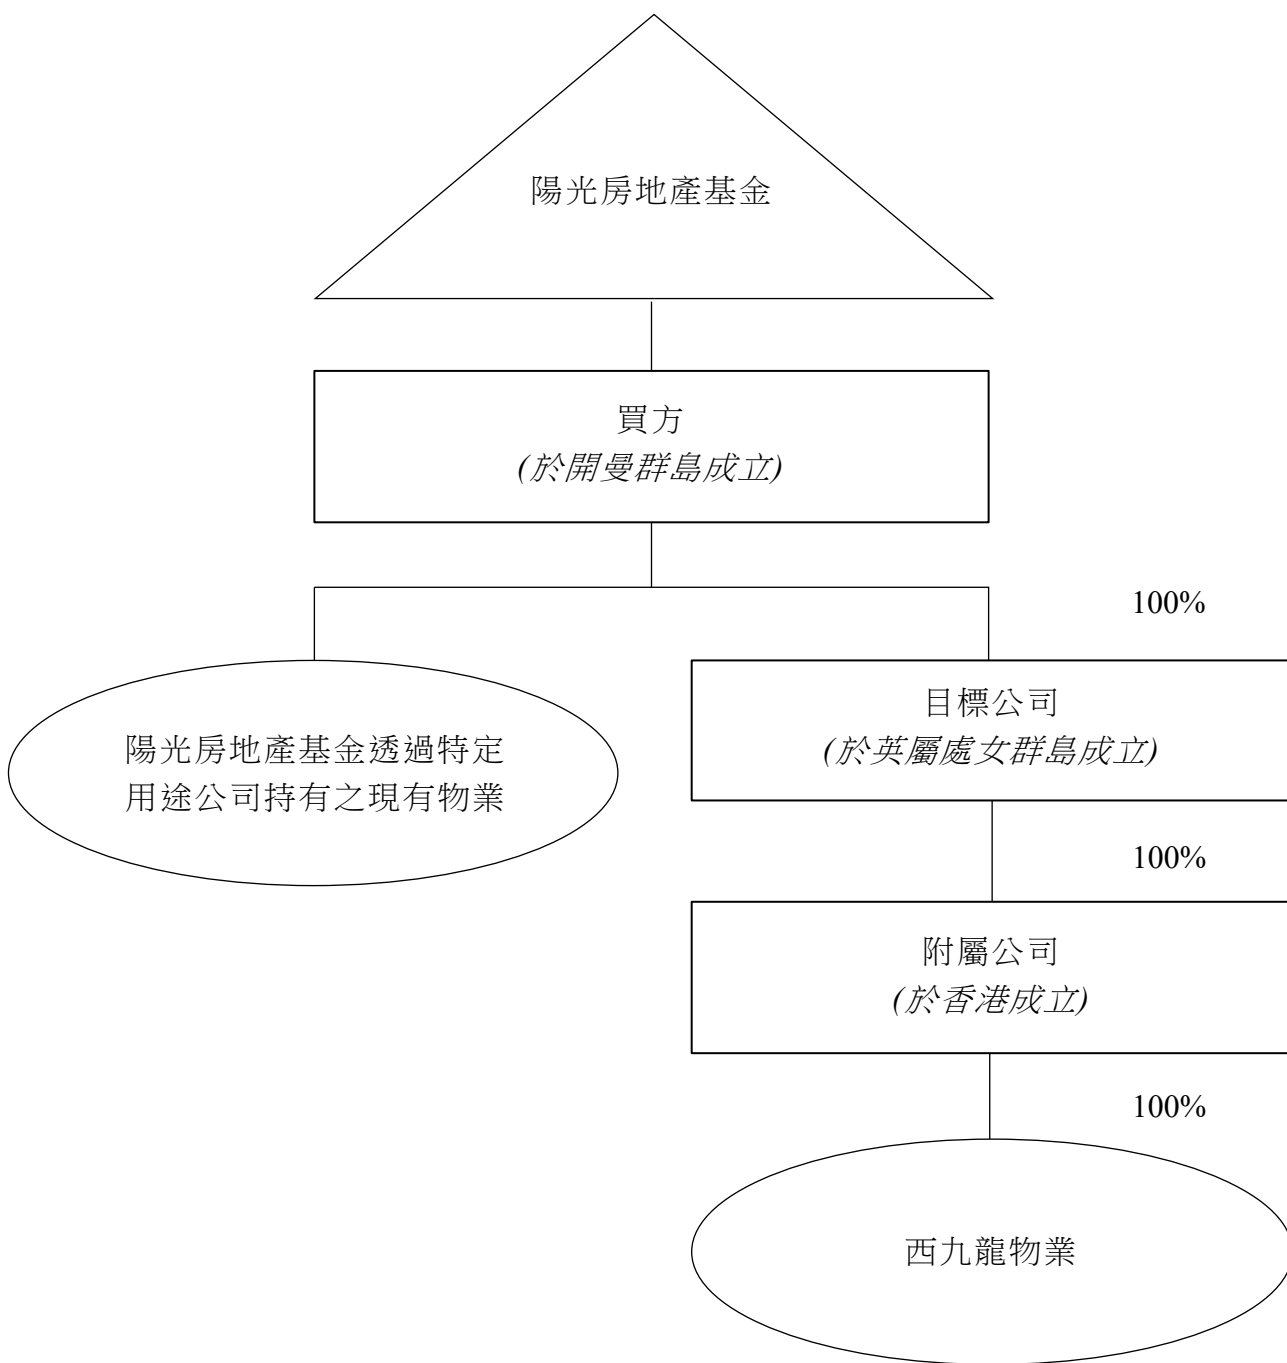 陽光房地產基金
買方
(於開曼群島成立)
100%
目標公司
(於英屬處女群島成立)
陽光房地產基金透過特定
用途公司持有之現有物業
100%
附屬公司
(於香港成立)
100%
西九龍物業